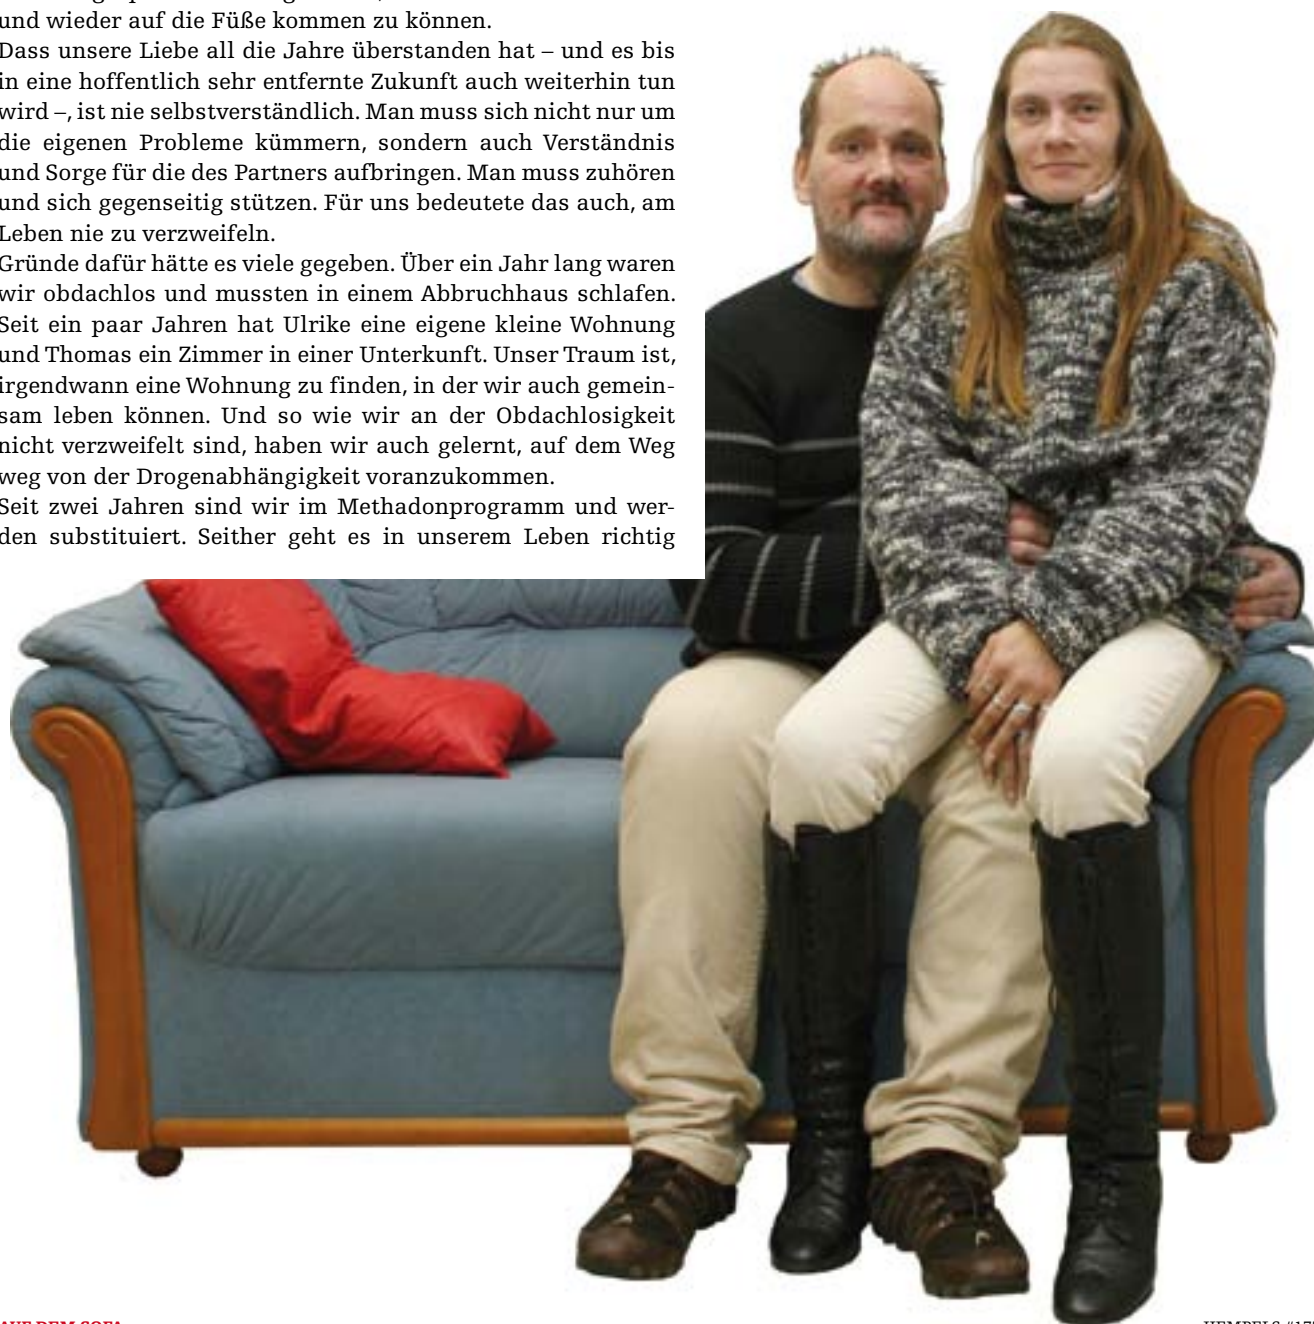 und wieder auf die Füße kommen zu können.
Dass unsere Liebe all die Jahre überstanden hat – und es bis
in eine hoffentlich sehr entfernte Zukunft auch weiterhin tun
wird –, ist nie selbstverständlich. Man muss sich nicht nur um
die eigenen Probleme kümmern, sondern auch Verständnis
und Sorge für die des Partners aufbringen. Man muss zuhören
und sich gegenseitig stützen. Für uns bedeutete das auch, am
Leben nie zu verzweifeln.
Gründe dafür hätte es viele gegeben. Über ein Jahr lang waren
wir obdachlos und mussten in einem Abbruchhaus schlafen.
Seit ein paar Jahren hat Ulrike eine eigene kleine Wohnung
und Thomas ein Zimmer in einer Unterkunft. Unser Traum ist,
irgendwann eine Wohnung zu finden, in der wir auch gemein-
sam leben können. Und so wie wir an der Obdachlosigkeit
nicht verzweifelt sind, haben wir auch gelernt, auf dem Weg
weg von der Drogenabhängigkeit voranzukommen.
Seit zwei Jahren sind wir im Methadonprogramm und wer-
den substituiert. Seither geht es in unserem Leben richtig
AUF DEM SOFA
HEMPELS